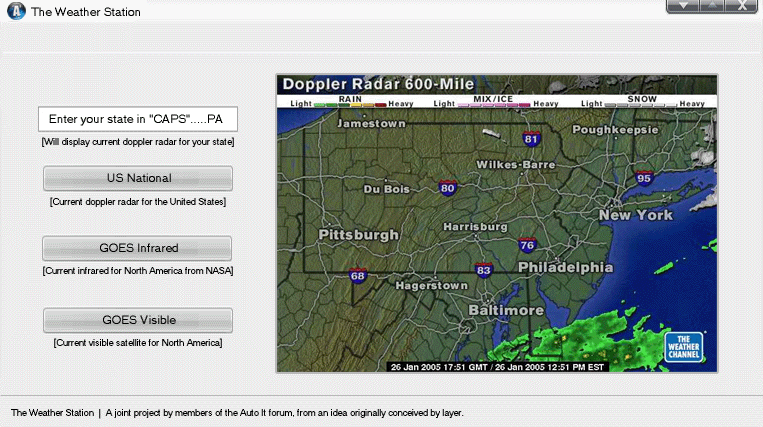 The Weather Station
Doppler Radar 600-Mile
RAIN MIX/ICE SNOW
Light Heavy Light Heavy Light Heavy
Enter your state in "CAPS".....PA
[Will display current doppler radar for your state]
US National
[Current doppler radar for the United States]
GOES Infrared
[Current infrared for North America from NASA]
GOES Visible
[Current visible satellite for North America]
Jamestown
81
Poughkeepsie
Wilkes-Barre
95
Du Bois
80
New York
Pittsburgh
Harrisburg
76
Philadelphia
68
83
Hagerstown
Baltimore
THE
WEATHER
CHANNEL
26 Jan 2005 17:51 GMT / 26 Jan 2005 12:51 PM EST
The Weather Station | A joint project by members of the Auto It forum, from an idea originally conceived by layer.